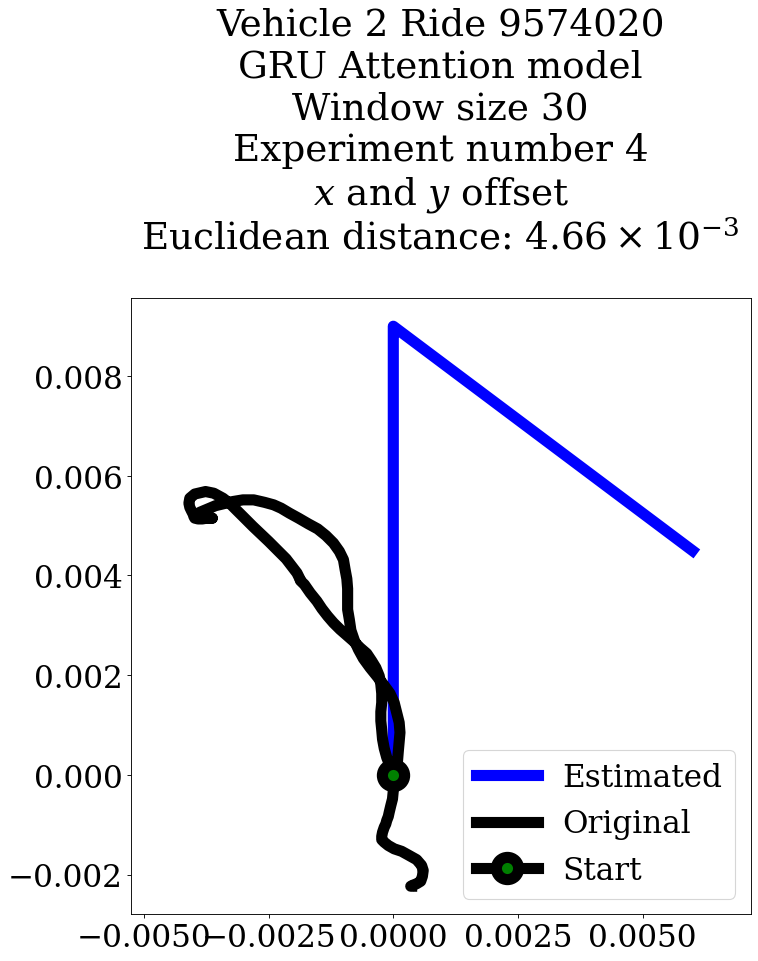 Vehicle 2 Ride 9574020
GRU Attention model
Window size 30
Experiment number 4
x and y offset
Euclidean distance: 4.66 × 10⁻³
0.008
0.006
0.004
0.002
0.000
−0.002
Estimated
Original
Start
−0.0050 −0.0025 0.0000 0.0025 0.0050